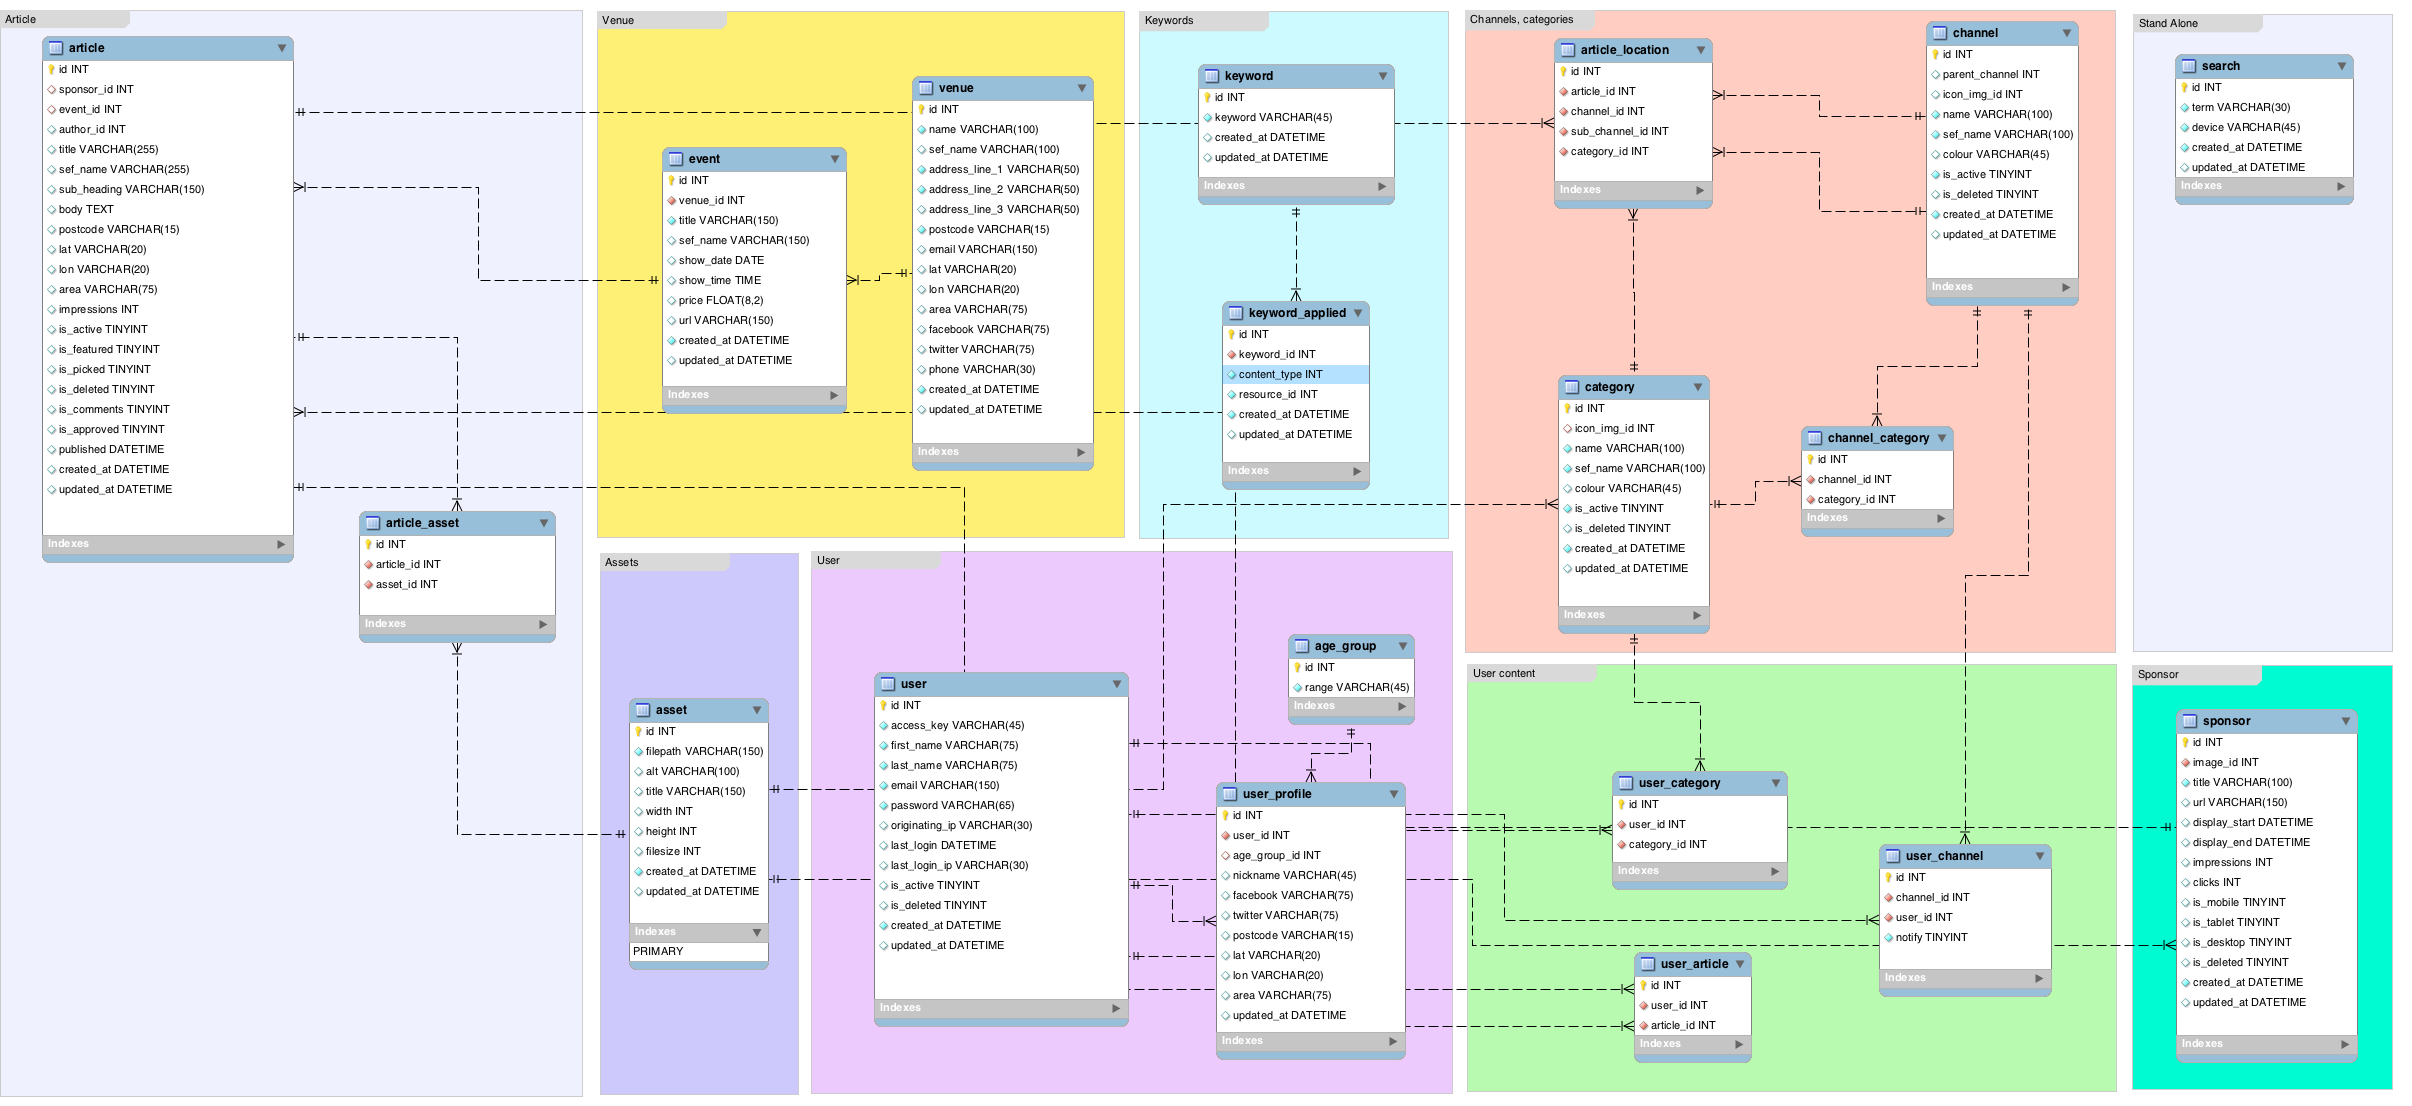 Article
article
id INT
sponsor_id INT
event_id INT
author_id INT
title VARCHAR(255)
sef_name VARCHAR(255)
sub_heading VARCHAR(150)
body TEXT
postcode VARCHAR(15)
lat VARCHAR(20)
lon VARCHAR(20)
area VARCHAR(75)
impressions INT
is_active TINYINT
is_featured TINYINT
is_picked TINYINT
is_deleted TINYINT
is_comments TINYINT
is_approved TINYINT
published DATETIME
created_at DATETIME
updated_at DATETIME
Indexes
article_asset
id INT
article_id INT
asset_id INT
Indexes
Venue
event
id INT
venue_id INT
title VARCHAR(150)
sef_name VARCHAR(150)
show_date DATE
show_time TIME
price FLOAT(8,2)
url VARCHAR(150)
created_at DATETIME
updated_at DATETIME
Indexes
venue
id INT
name VARCHAR(100)
sef_name VARCHAR(100)
address_line_1 VARCHAR(50)
address_line_2 VARCHAR(50)
address_line_3 VARCHAR(50)
postcode VARCHAR(15)
email VARCHAR(150)
lat VARCHAR(20)
lon VARCHAR(20)
area VARCHAR(75)
facebook VARCHAR(75)
twitter VARCHAR(75)
phone VARCHAR(30)
created_at DATETIME
updated_at DATETIME
Indexes
Keywords
keyword
id INT
keyword VARCHAR(45)
created_at DATETIME
updated_at DATETIME
Indexes
keyword_applied
id INT
keyword_id INT
content_type INT
resource_id INT
created_at DATETIME
updated_at DATETIME
Indexes
Channels, categories
article_location
id INT
article_id INT
channel_id INT
sub_channel_id INT
category_id INT
Indexes
channel
id INT
parent_channel INT
icon_img_id INT
name VARCHAR(100)
sef_name VARCHAR(100)
colour VARCHAR(45)
is_active TINYINT
is_deleted TINYINT
created_at DATETIME
updated_at DATETIME
Indexes
category
id INT
icon_img_id INT
name VARCHAR(100)
sef_name VARCHAR(100)
colour VARCHAR(45)
is_active TINYINT
is_deleted TINYINT
created_at DATETIME
updated_at DATETIME
Indexes
channel_category
id INT
channel_id INT
category_id INT
Indexes
Stand Alone
search
id INT
term VARCHAR(30)
device VARCHAR(45)
created_at DATETIME
updated_at DATETIME
Indexes
Assets
asset
id INT
filepath VARCHAR(150)
alt VARCHAR(100)
title VARCHAR(150)
width INT
height INT
filesize INT
created_at DATETIME
updated_at DATETIME
Indexes
PRIMARY
User
user
id INT
access_key VARCHAR(45)
first_name VARCHAR(75)
last_name VARCHAR(75)
email VARCHAR(150)
password VARCHAR(65)
originating_ip VARCHAR(30)
last_login DATETIME
last_login_ip VARCHAR(30)
is_active TINYINT
is_deleted TINYINT
created_at DATETIME
updated_at DATETIME
Indexes
age_group
id INT
range VARCHAR(45)
Indexes
user_profile
id INT
user_id INT
age_group_id INT
nickname VARCHAR(45)
facebook VARCHAR(75)
twitter VARCHAR(75)
postcode VARCHAR(15)
lat VARCHAR(20)
lon VARCHAR(20)
area VARCHAR(75)
updated_at DATETIME
Indexes
User content
user_category
id INT
user_id INT
category_id INT
Indexes
user_channel
id INT
channel_id INT
user_id INT
notify TINYINT
Indexes
user_article
id INT
user_id INT
article_id INT
Indexes
Sponsor
sponsor
id INT
image_id INT
title VARCHAR(100)
url VARCHAR(150)
display_start DATETIME
display_end DATETIME
impressions INT
clicks INT
is_mobile TINYINT
is_tablet TINYINT
is_desktop TINYINT
is_deleted TINYINT
created_at DATETIME
updated_at DATETIME
Indexes